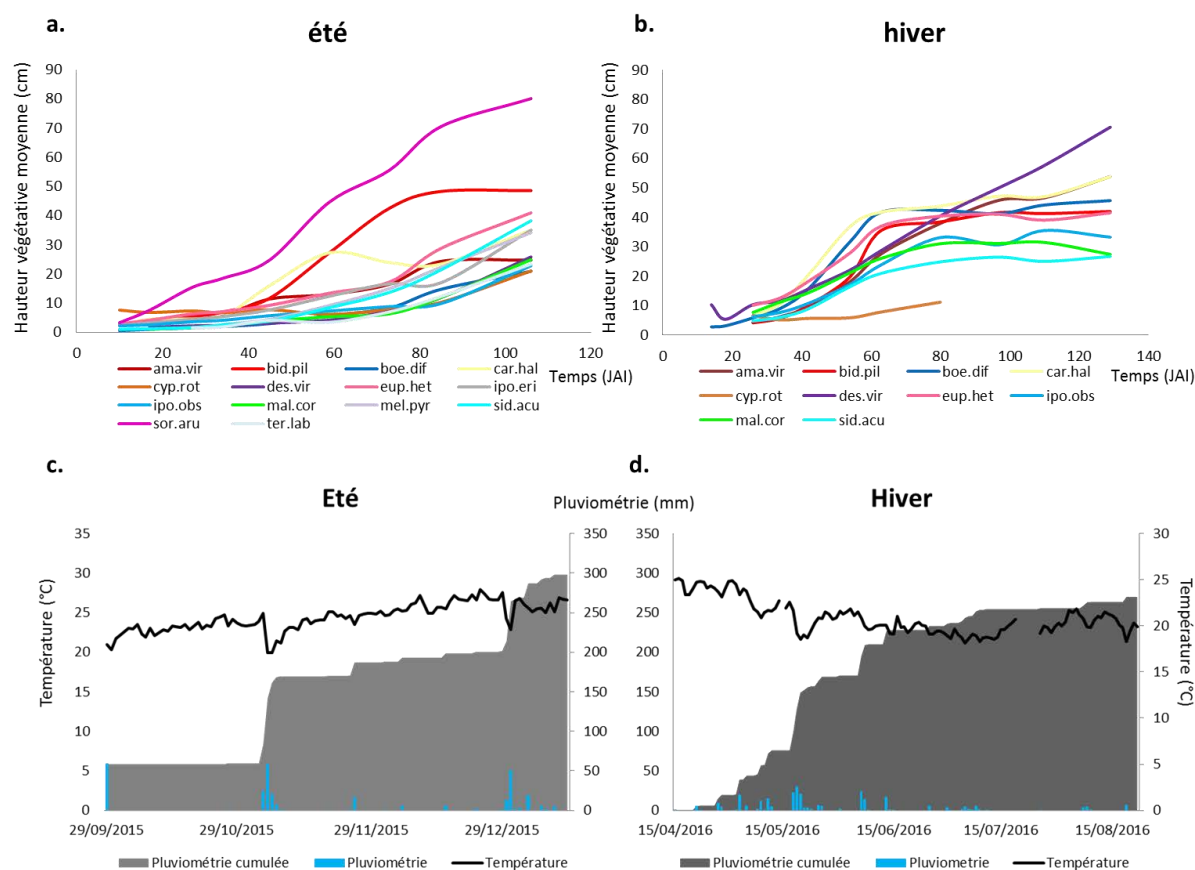 a.
été
Hauteur végétative moyenne (cm)
90
80
70
60
50
40
30
20
10
0
0 20 40 60 80 100 120
Temps (JAI)
ama.vir bid.pil boe.dif car.hal
cyp.rot des.vir eup.het ipo.eri
ipo.obs mal.cor mel.pyr sid.acu
sor.aru ter.lab
b.
hiver
Hauteur végétative moyenne (cm)
90
80
70
60
50
40
30
20
10
0
0 20 40 60 80 100 120 140
Temps (JAI)
ama.vir bid.pil boe.dif car.hal
cyp.rot des.vir eup.het ipo.obs
mal.cor sid.acu
c.
Eté
Température (°C)
35
30
25
20
15
10
5
0
Pluviométrie (mm)
350
300
250
200
150
100
50
0
29/09/2015 29/10/2015 29/11/2015 29/12/2015
Pluviométrie cumulée Pluviométrie Température
d.
Hiver
350
300
250
200
150
100
50
0
30
25
20
15
10
5
0
Température (°C)
15/04/2016 15/05/2016 15/06/2016 15/07/2016 15/08/2016
Pluviométrie cumulée Pluviometrie Température